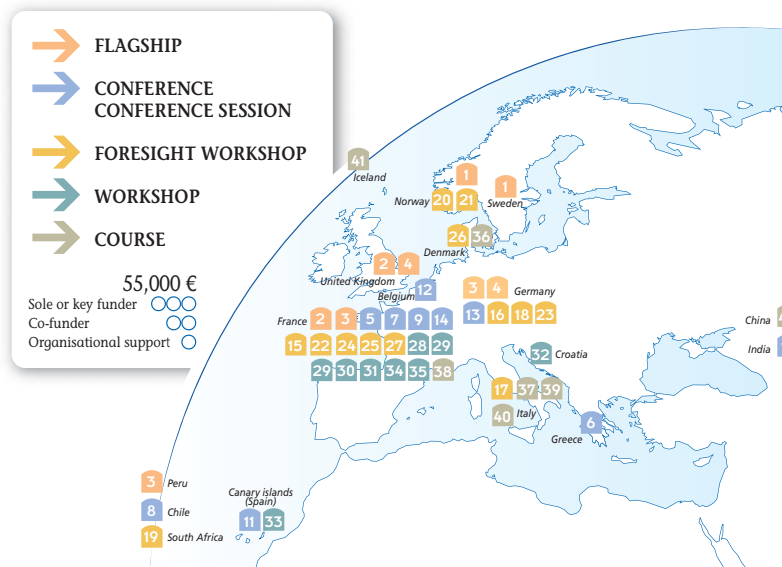 FLAGSHIP
CONFERENCE
CONFERENCE SESSION
FORESIGHT WORKSHOP
WORKSHOP
COURSE
55,000 €
Sole or key funder
Co-funder
Organisational support
41
Iceland
1
Norway 20 21
1
Sweden
26 36
Denmark
2 4
United Kingdom
Belgium 12
3 4 Germany
13 16 18 23
France 2 3 5 7 9 14
15 22 24 25 27 28 29
29 30 31 34 35 38
32 Croatia
17 37 39
40 Italy
6
Greece
China
India
3 Peru
8 Chile
19 South Africa
Canary islands
(Spain)
11 33